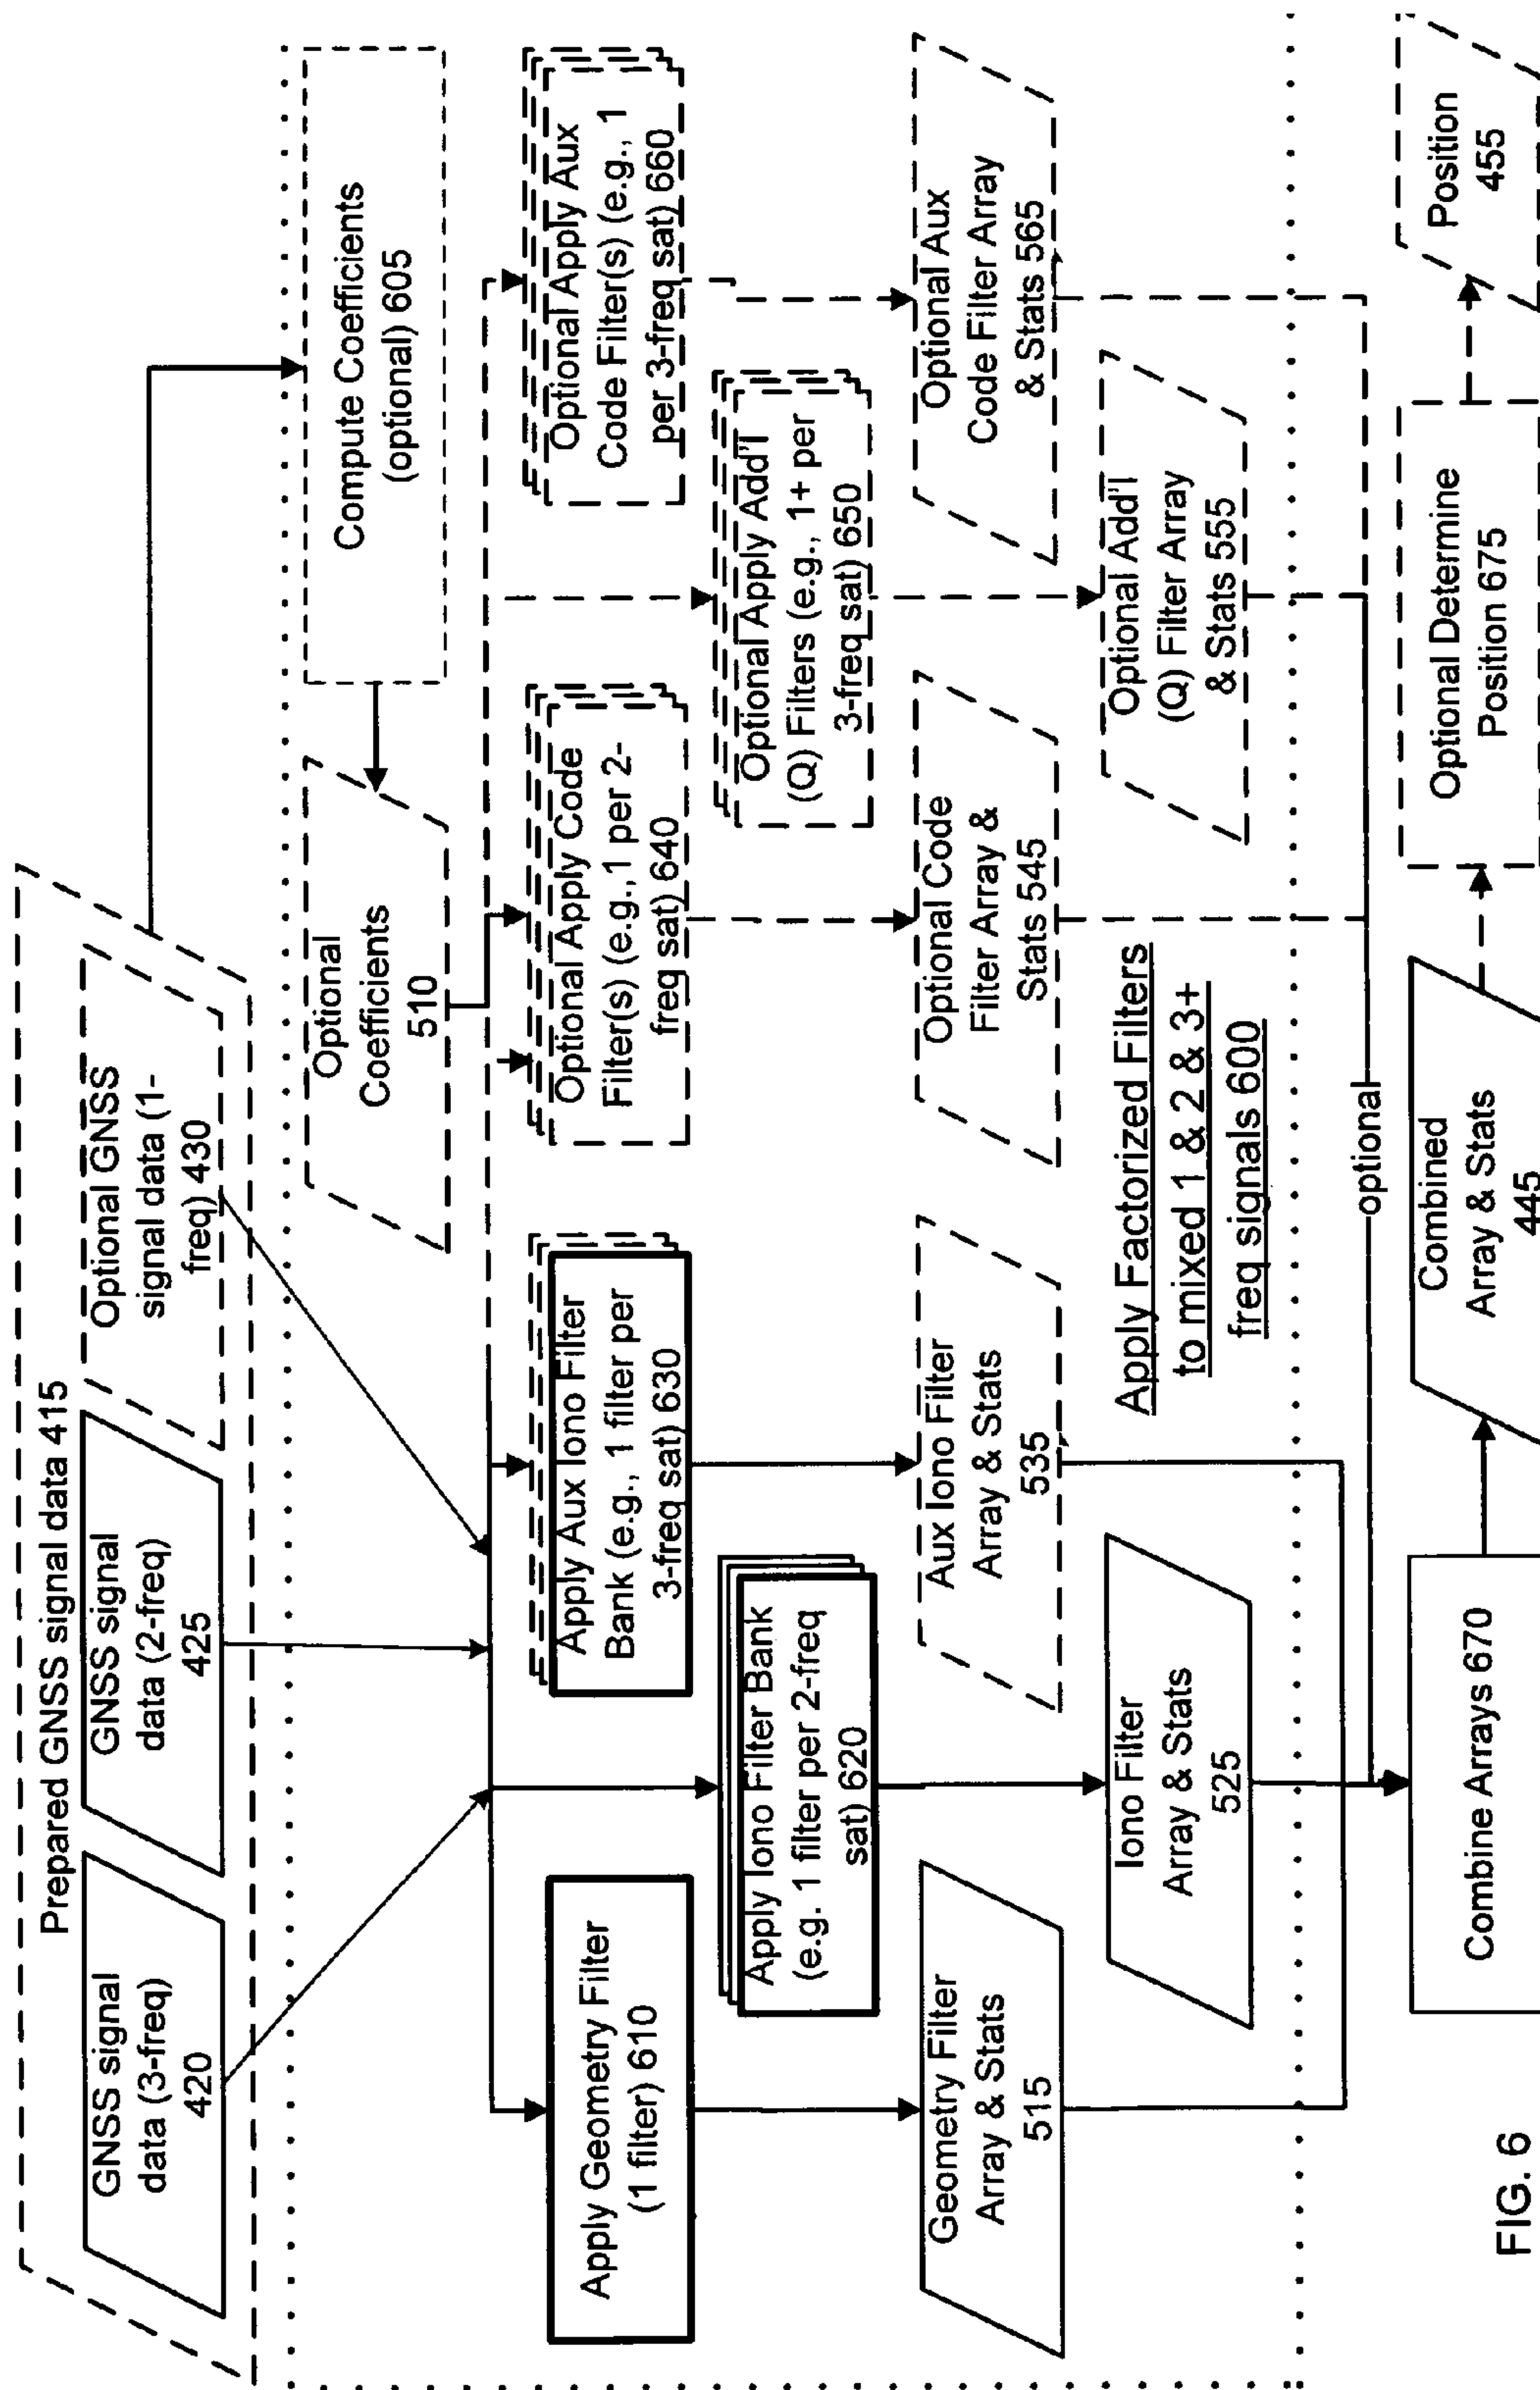 Prepared GNSS signal data 415
GNSS signal
data (3-freq)
420
GNSS signal
data (2-freq)
425
Optional GNSS
signal data (1-
freq) 430
Compute Coefficients
(optional) 605
Optional
Coefficients
510
Apply Geometry Filter
(1 filter) 610
Apply Iono Filter Bank
(e.g. 1 filter per 2-freq
sat) 620
Apply Aux Iono Filter
Bank (e.g., 1 filter per
3-freq sat) 630
Optional Apply Code
Filter(s) (e.g.,1 per 2-
freq sat) 640
Optional Apply Add'l
(Q) Filters (e.g., 1+ per
3-freq sat) 650
Optional Apply Aux
Code Filter(s) (e.g., 1
per 3-freq sat) 660
Geometry Filter
Array & Stats
515
Iono Filter
Array & Stats
525
Aux Iono Filter
Array & Stats
535
Optional Code
Filter Array &
Stats 545
Optional Add'l
(Q) Filter Array
& Stats 555
Optional Aux
Code Filter Array
& Stats 565
Apply Factorized Filters
to mixed 1 & 2 & 3+
freq signals 600
optional
Combine Arrays 670
Combined
Array & Stats
445
Optional Determine
Position 675
Position
455
FIG. 6